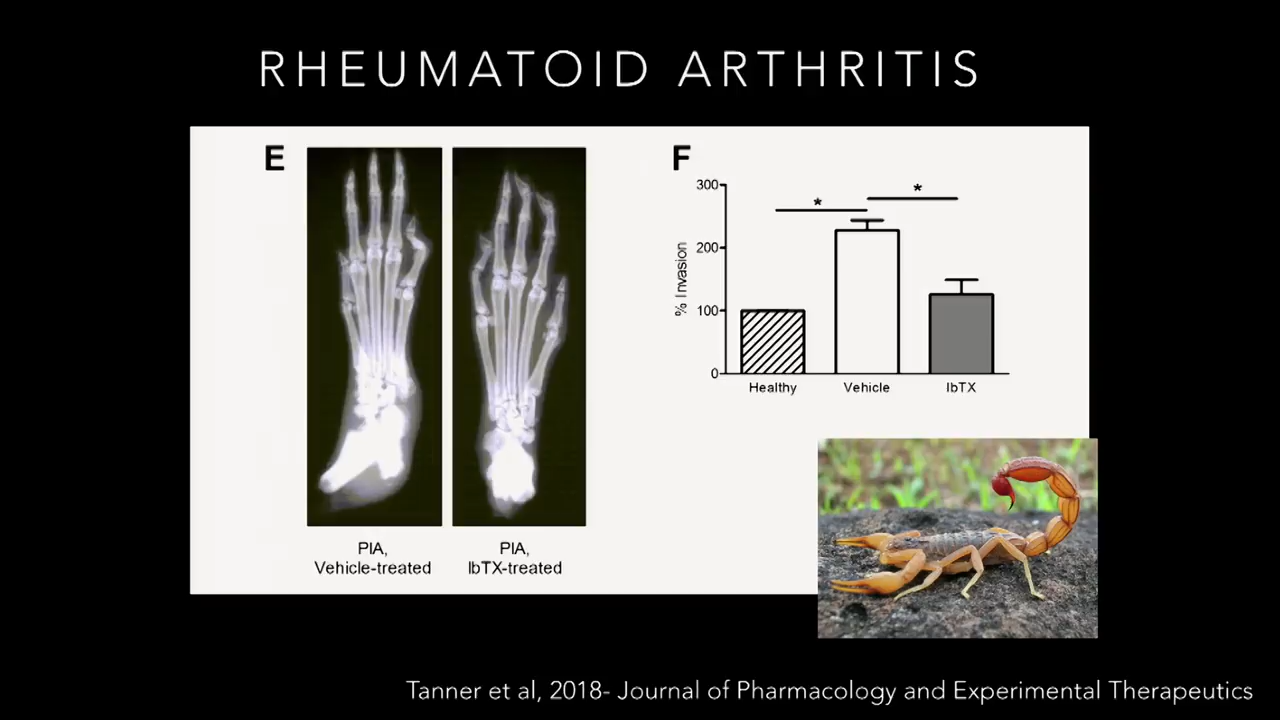 RHEUMATOID ARTHRITIS
E
PIA,
Vehicle-treated
PIA,
IbTX-treated
F
% Invasion
300
200
100
0
*
*
Healthy
Vehicle
IbTX
Tanner et al, 2018- Journal of Pharmacology and Experimental Therapeutics